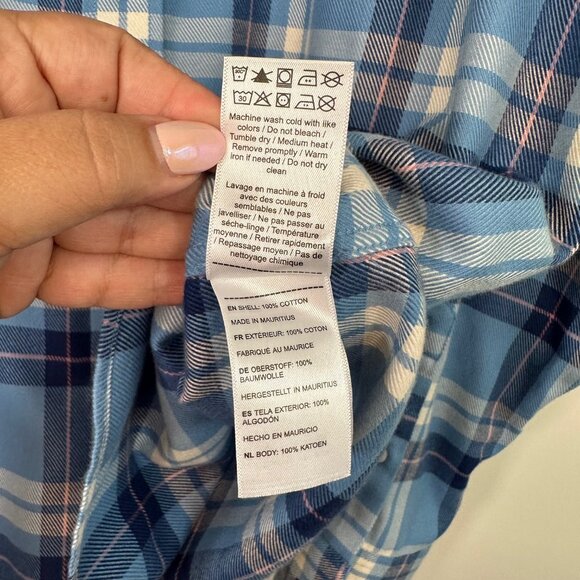 30
Machine wash cold with like
colors / Do not bleach /
Tumble dry / Medium heat /
Remove promptly / Warm
iron if needed / Do not dry
clean
Lavage en machine à froid
avec des couleurs
semblables / Ne pas
javelliser / Ne pas passer au
séche-linge / Température
moyenne / Retirer rapidement
/ Repassage moyen / Pas de
nettoyage chimique
EN SHELL: 100% COTTON
MADE IN MAURITIUS
FR EXTERIEUR: 100% COTON
FABRIQUÉ AU MAURICE
DE OBERSTOFF: 100%
BAUMWOLLE
HERGESTELLT IN MAURITIUS
ES TELA EXTERIOR: 100%
ALGODÓN
HECHO EN MAURICIO
NL BODY: 100% KATOEN